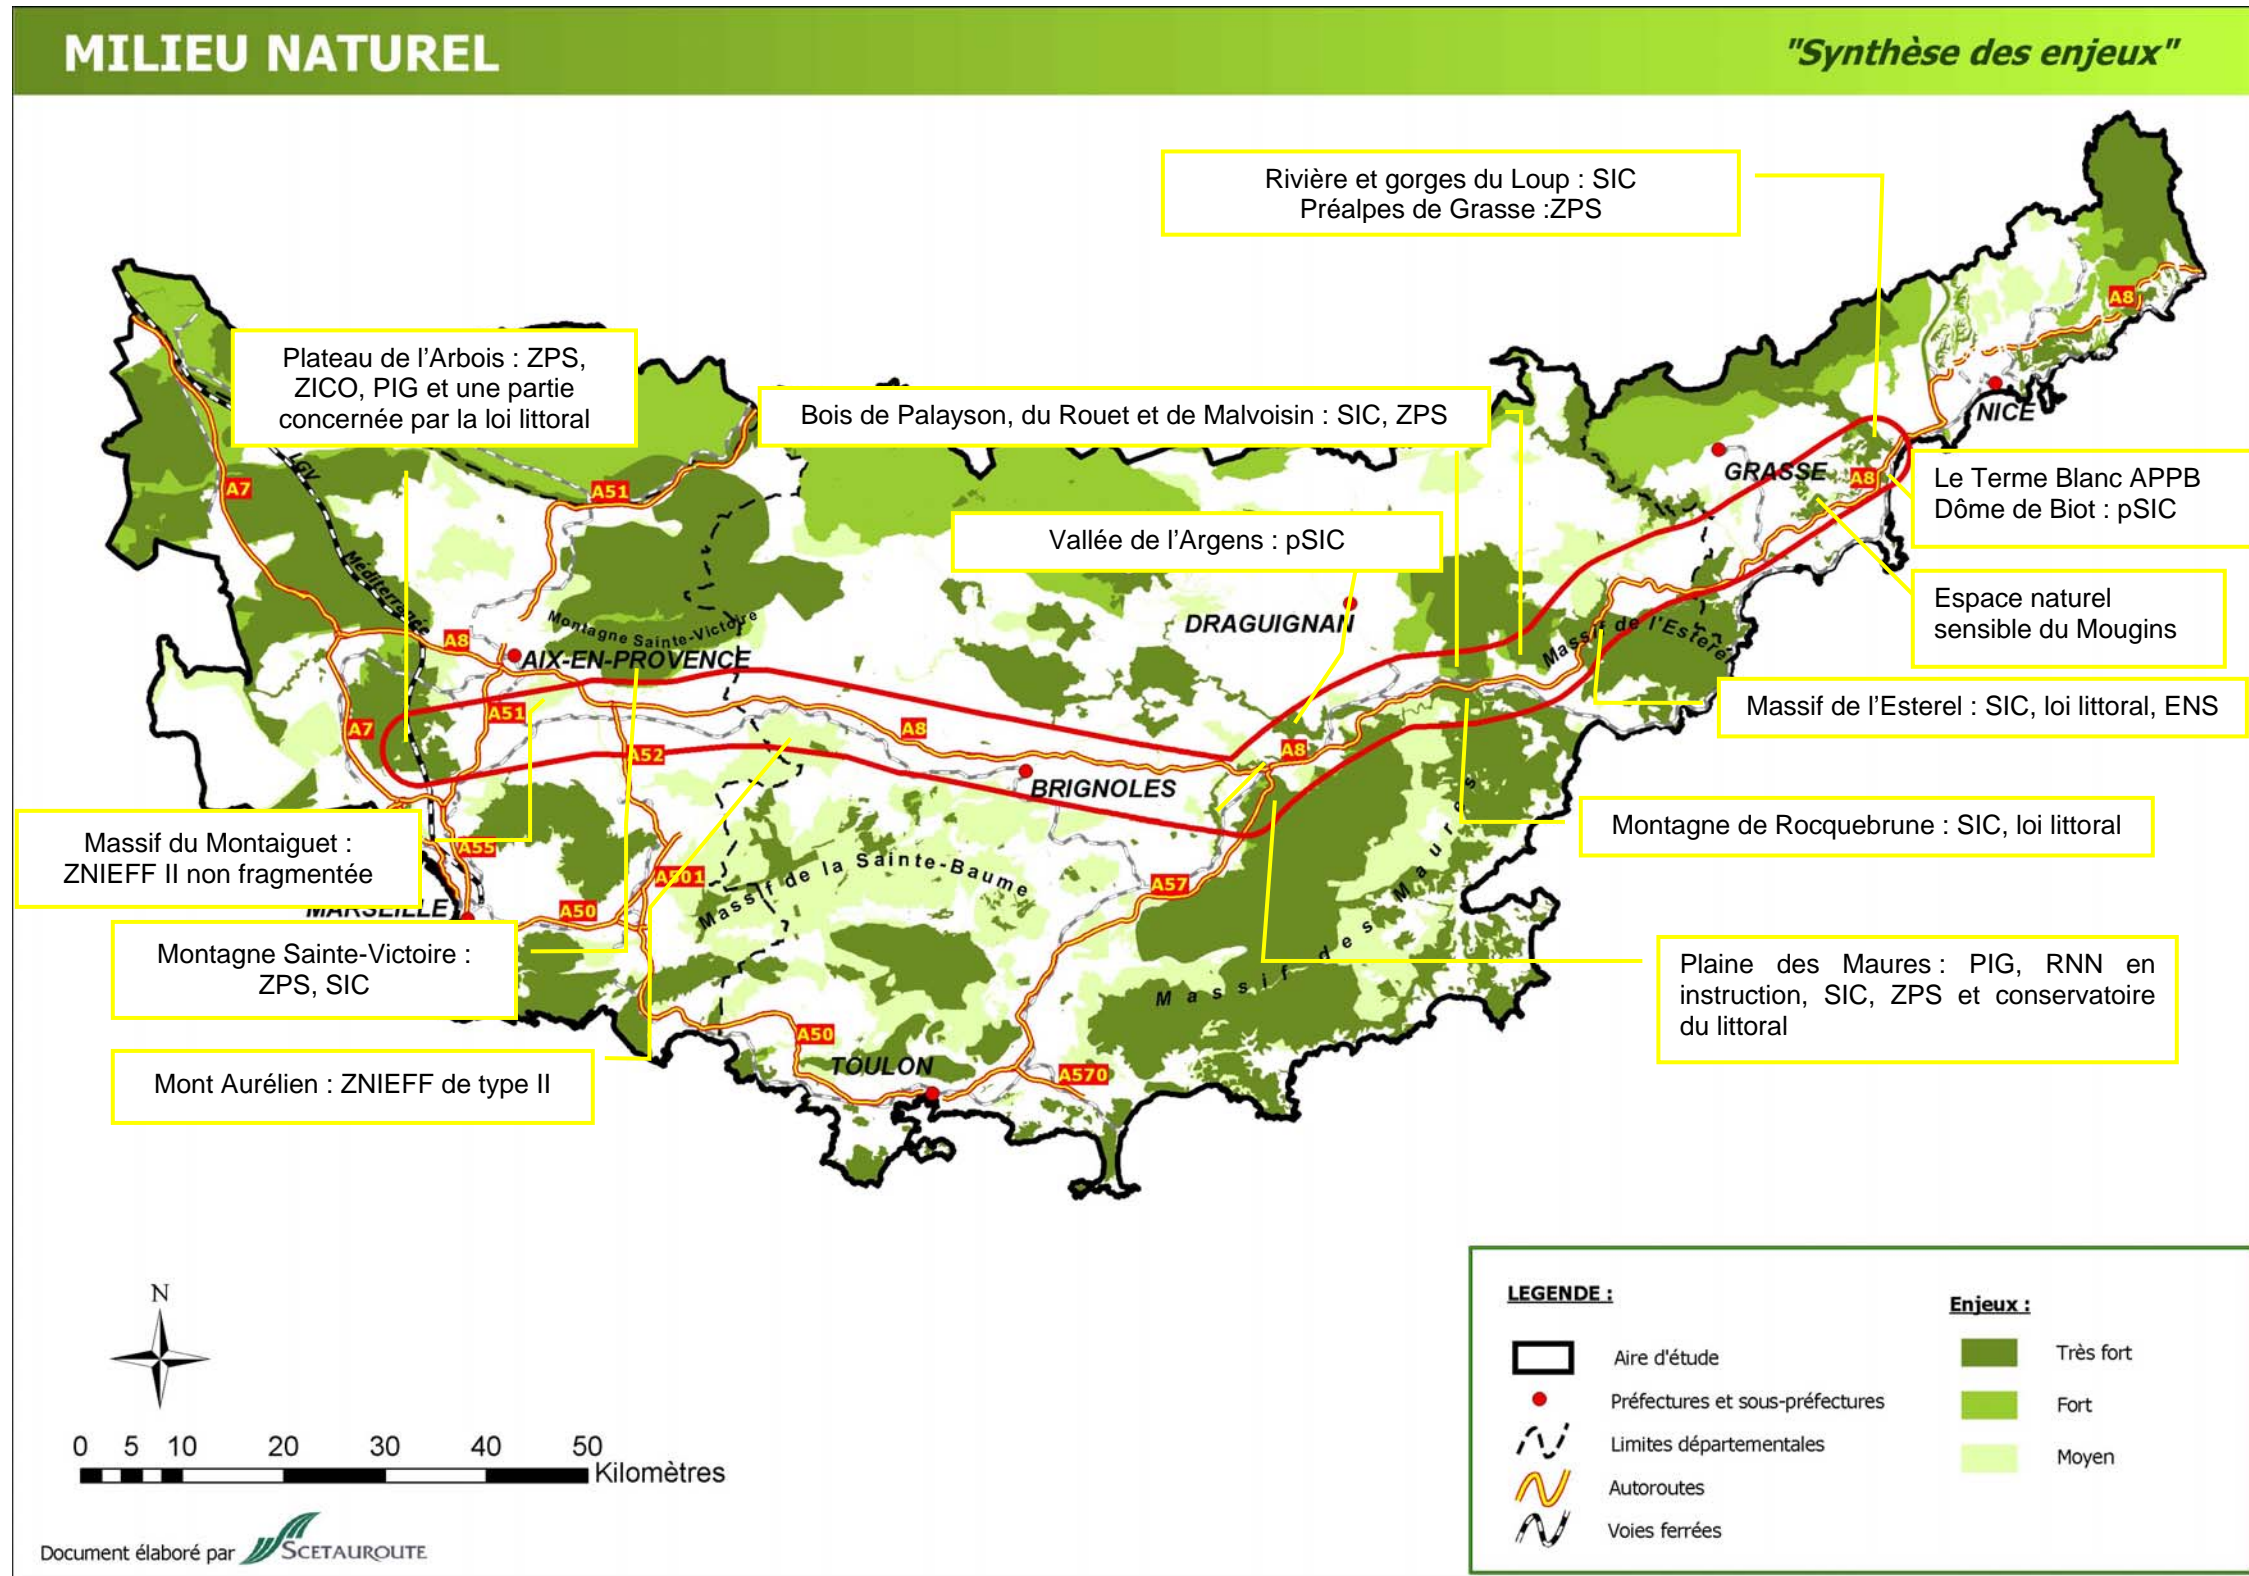 MILIEU NATUREL
"Synthèse des enjeux"
Rivière et gorges du Loup : SIC
Préalpes de Grasse :ZPS
Plateau de l'Arbois : ZPS,
ZICO, PIG et une partie
concernée par la loi littoral
Bois de Palayson, du Rouet et de Malvoisin : SIC, ZPS
Vallée de l'Argens : pSIC
Le Terme Blanc APPB
Dôme de Biot : pSIC
Espace naturel
sensible du Mougins
Massif de l'Esterel : SIC, loi littoral, ENS
Montagne de Rocquebrune : SIC, loi littoral
Plaine des Maures : PIG, RNN en
instruction, SIC, ZPS et conservatoire
du littoral
Massif du Montaiguet :
ZNIEFF II non fragmentée
Montagne Sainte-Victoire :
ZPS, SIC
Mont Aurélien : ZNIEFF de type II
A8
NICE
GRASSE
A8
A7
LGV
Méditerranée
A51
Montagne Sainte-Victoire
A8
AIX-EN-PROVENCE
DRAGUIGNAN
Massif de l'Esterel
A7
A51
A52
A8
A8
BRIGNOLES
A55
A501
Massif de la Sainte-Baume
A57
Massif des Maures
MARSEILLE
A50
A50
TOULON
A570
N
0 5 10 20 30 40 50
Kilomètres
Document élaboré par SCETAUROUTE
LEGENDE :
Aire d'étude
Préfectures et sous-préfectures
Limites départementales
Autoroutes
Voies ferrées
Enjeux :
Très fort
Fort
Moyen